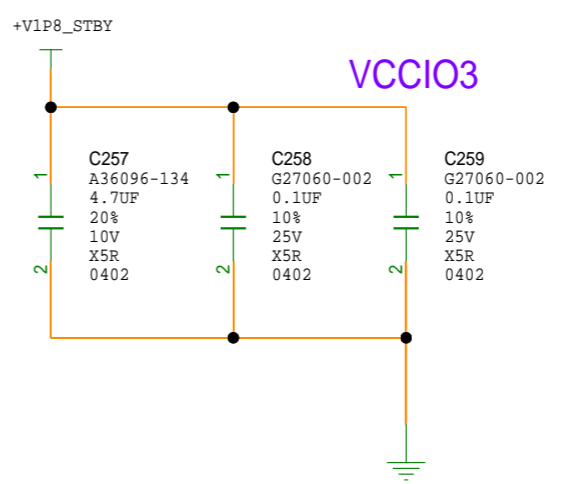 +V1P8_STBY
VCCIO3
C257
A36096-134
4.7UF
20%
10V
X5R
0402
1
2
C258
G27060-002
0.1UF
10%
25V
X5R
0402
1
2
C259
G27060-002
0.1UF
10%
25V
X5R
0402
1
2